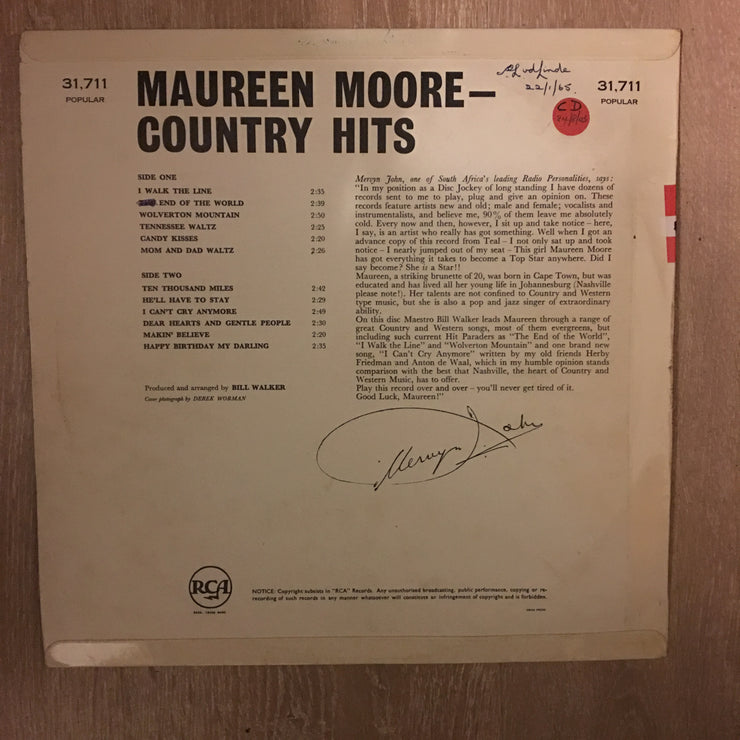 31,711
POPULAR
MAUREEN MOORE–
COUNTRY HITS
22/1/65
31,711
POPULAR
CD
SIDE ONE
I WALK THE LINE 2:35
END OF THE WORLD 2:39
WOLVERTON MOUNTAIN 2:50
TENNESSEE WALTZ 2:25
CANDY KISSES 2:20
MOM AND DAD WALTZ 2:26
SIDE TWO
TEN THOUSAND MILES 2:42
HE'LL HAVE TO STAY 2:29
I CAN'T CRY ANYMORE 2:49
DEAR HEARTS AND GENTLE PEOPLE 2:30
MAKIN' BELIEVE 2:20
HAPPY BIRTHDAY MY DARLING 2:35
Produced and arranged by BILL WALKER
Cover photograph by DEREK WORMAN
Mervyn John, one of South Africa's leading Radio Personalities, says:
"In my position as a Disc Jockey of long standing I have dozens of
records sent to me to play, plug and give an opinion on. These
records feature artists new and old; male and female; vocalists and
instrumentalists, and believe me, 90% of them leave me absolutely
cold. Every now and then, however, I sit up and take notice – here,
I say, is an artist who really has got something. Well when I got an
advance copy of this record from Teal – I not only sat up and took
notice – I nearly jumped out of my seat – This girl Maureen Moore
has got everything it takes to become a Top Star anywhere. Did I
say become? She is a Star!!
Maureen, a striking brunette of 20, was born in Cape Town, but was
educated and has lived all her young life in Johannesburg (Nashville
please note!). Her talents are not confined to Country and Western
type music, but she is also a pop and jazz singer of extraordinary
ability.
On this disc Maestro Bill Walker leads Maureen through a range of
great Country and Western songs, most of them evergreens, but
including such current Hit Paraders as "The End of the World",
"I Walk the Line" and "Wolverton Mountain" and one brand new
song, "I Can't Cry Anymore" written by my old friends Herby
Friedman and Anton de Waal, which in my humble opinion stands
comparison with the best that Nashville, the heart of Country and
Western Music, has to offer.
Play this record over and over – you'll never get tired of it.
Good Luck, Maureen!"
Mervyn John
RCA
NOTICE: Copyright subsists in "RCA" Records. Any unauthorised broadcasting, public performance, copying or re-
recording of such records in any manner whatsoever will constitute an infringement of copyright and is forbidden.